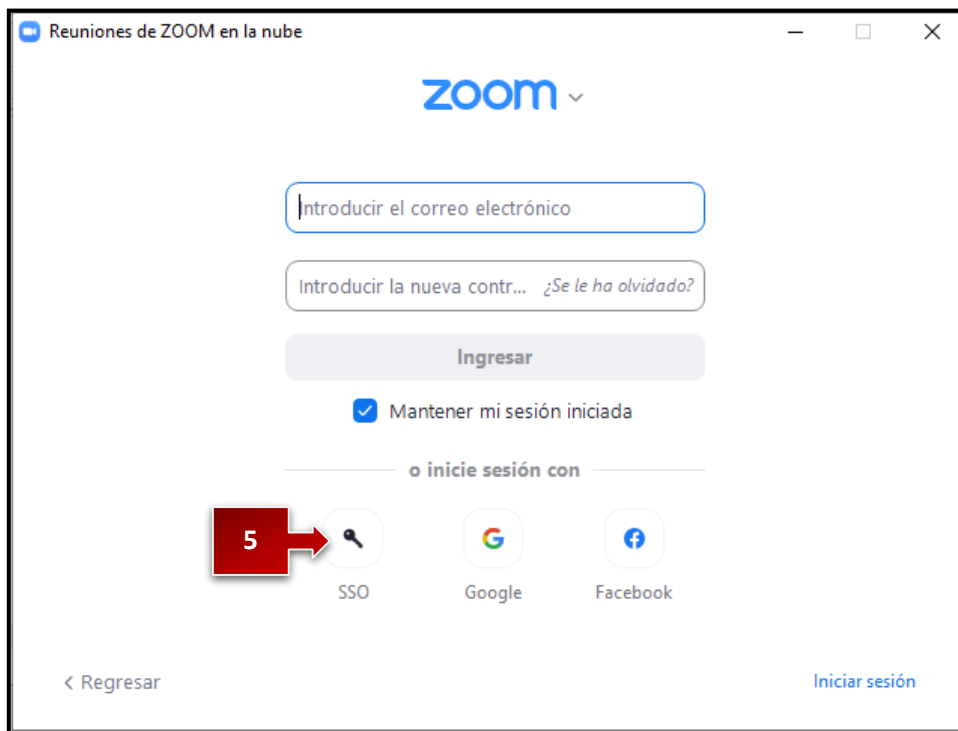 Reuniones de ZOOM en la nube
zoom
Introducir el correo electrónico
Introducir la nueva contr... ¿Se le ha olvidado?
Ingresar
Mantener mi sesión iniciada
o inicie sesión con
5
SSO Google Facebook
< Regresar Iniciar sesión